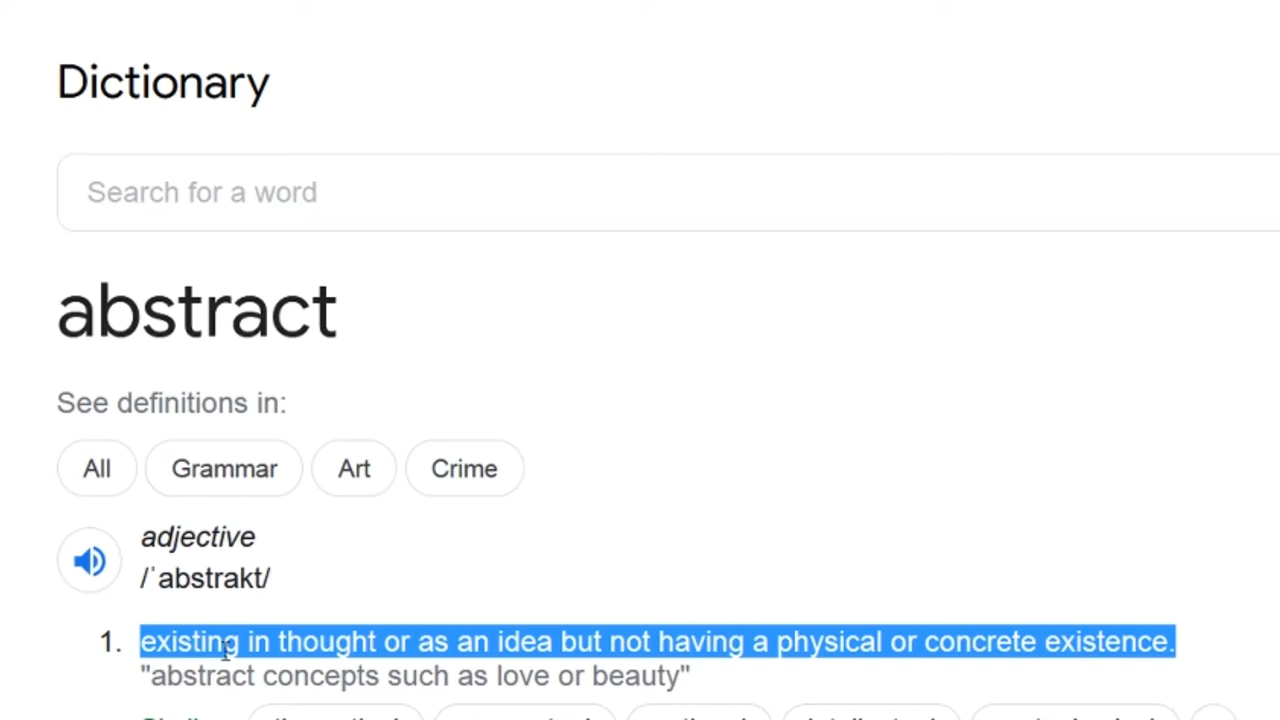 Dictionary
Search for a word
abstract
See definitions in:
All Grammar Art Crime
adjective
/ˈabstrakt/
1. existing in thought or as an idea but not having a physical or concrete existence.
"abstract concepts such as love or beauty"